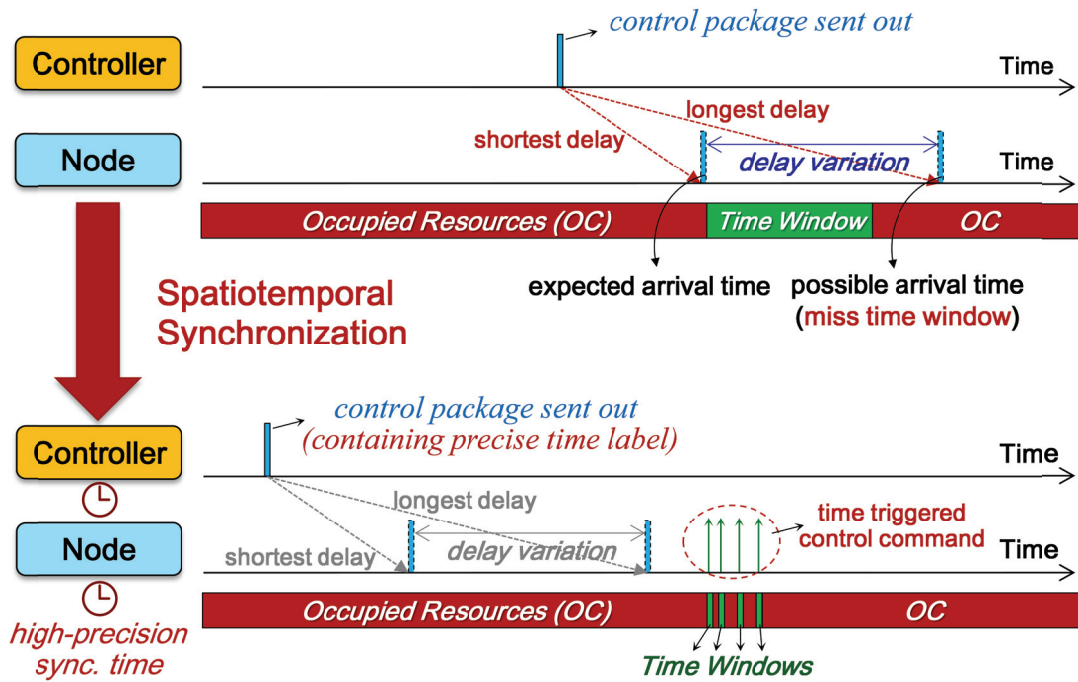 control package sent out
Controller
Time
longest delay
shortest delay
Node
delay variation
Time
Occupied Resources (OC)
Time Window
OC
expected arrival time
possible arrival time
(miss time window)
Spatiotemporal
Synchronization
control package sent out
(containing precise time label)
Controller
Time
longest delay
time triggered
control command
Node
shortest delay
delay variation
Time
Occupied Resources (OC)
OC
high-precision
sync. time
Time Windows